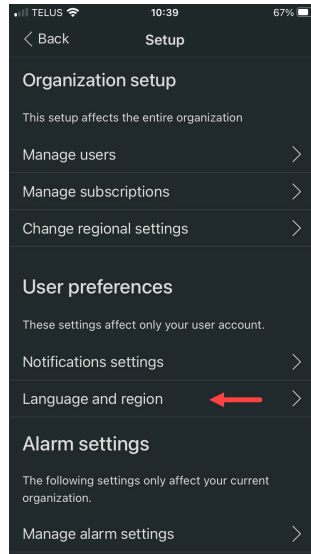 TELUS 10:39 67%
Back Setup
Organization setup
This setup affects the entire organization
Manage users
Manage subscriptions
Change regional settings
User preferences
These settings affect only your user account.
Notifications settings
Language and region
Alarm settings
The following settings only affect your current
organization.
Manage alarm settings